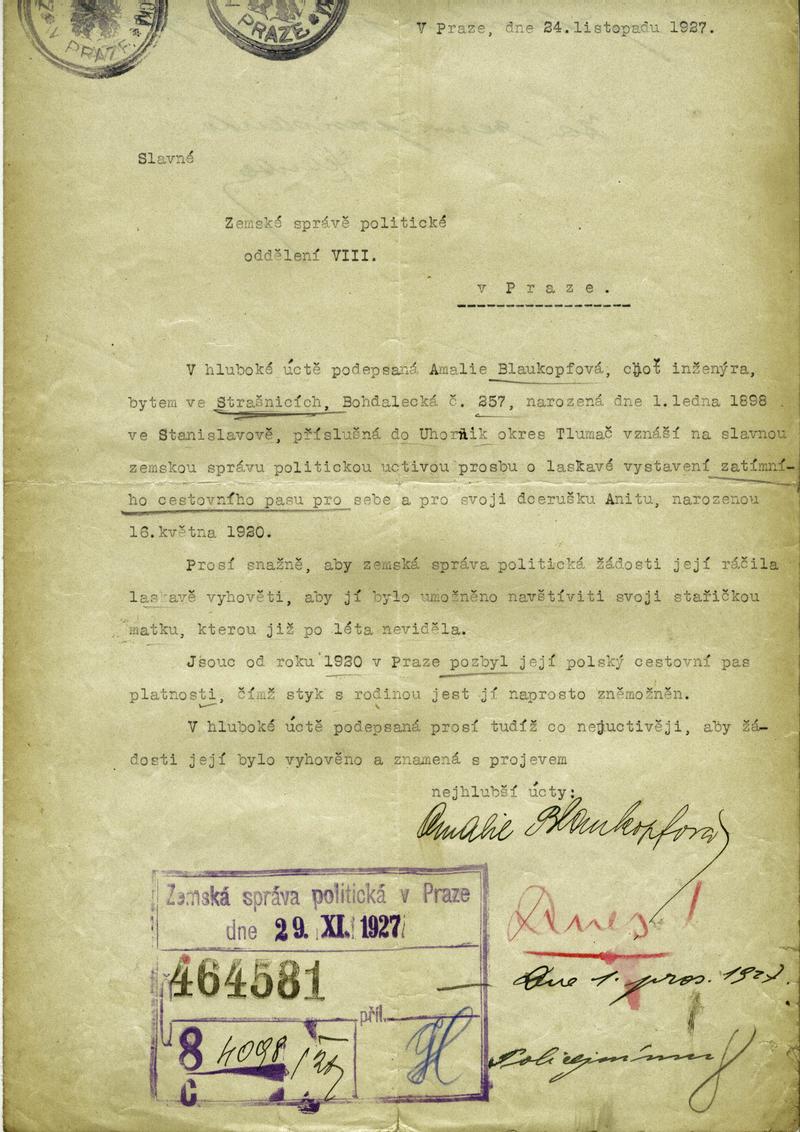 V PRAZE.
PRAZE
V Praze, dne 24.listopadu 1927.
Slavné
Zemské správě politické
oddělení VIII.
v Praze.
V hluboké úctě podepsaná Amalie Blaukopfová, choť inženýra,
bytem ve Strašnicích, Bohdalecká č. 257, narozená dne 1.ledna 1898
ve Stanislavově, příslušná do Uhornik okres Tlumač vznáší na slavnou
zemskou správu politickou uctivou prosbu o laskavé vystavení zatímní-
ho cestovního pasu pro sebe a pro svoji dcerušku Anitu, narozenou
16.května 1920.
Prosí snažně, aby zemská správa politická žádosti její ráčila
laskavě vyhověti, aby jí bylo umožněno navštíviti svoji stařičkou
matku, kterou již po léta neviděla.
Jsouc od roku 1920 v Praze pozbyl její polský cestovní pas
platnosti, čímž styk s rodinou jest jí naprosto zněmožněn.
V hluboké úctě podepsaná prosí tudíž co nejuctivěji, aby žá-
dosti její bylo vyhověno a znamená s projevem
nejhlubší úcty:
Amalie Blaukopfová
Zemská správa politická v Praze
dne 29. XI. 1927
464581
příl.
8 4098
C
Dnes!
Dne 1. pros. 1927.